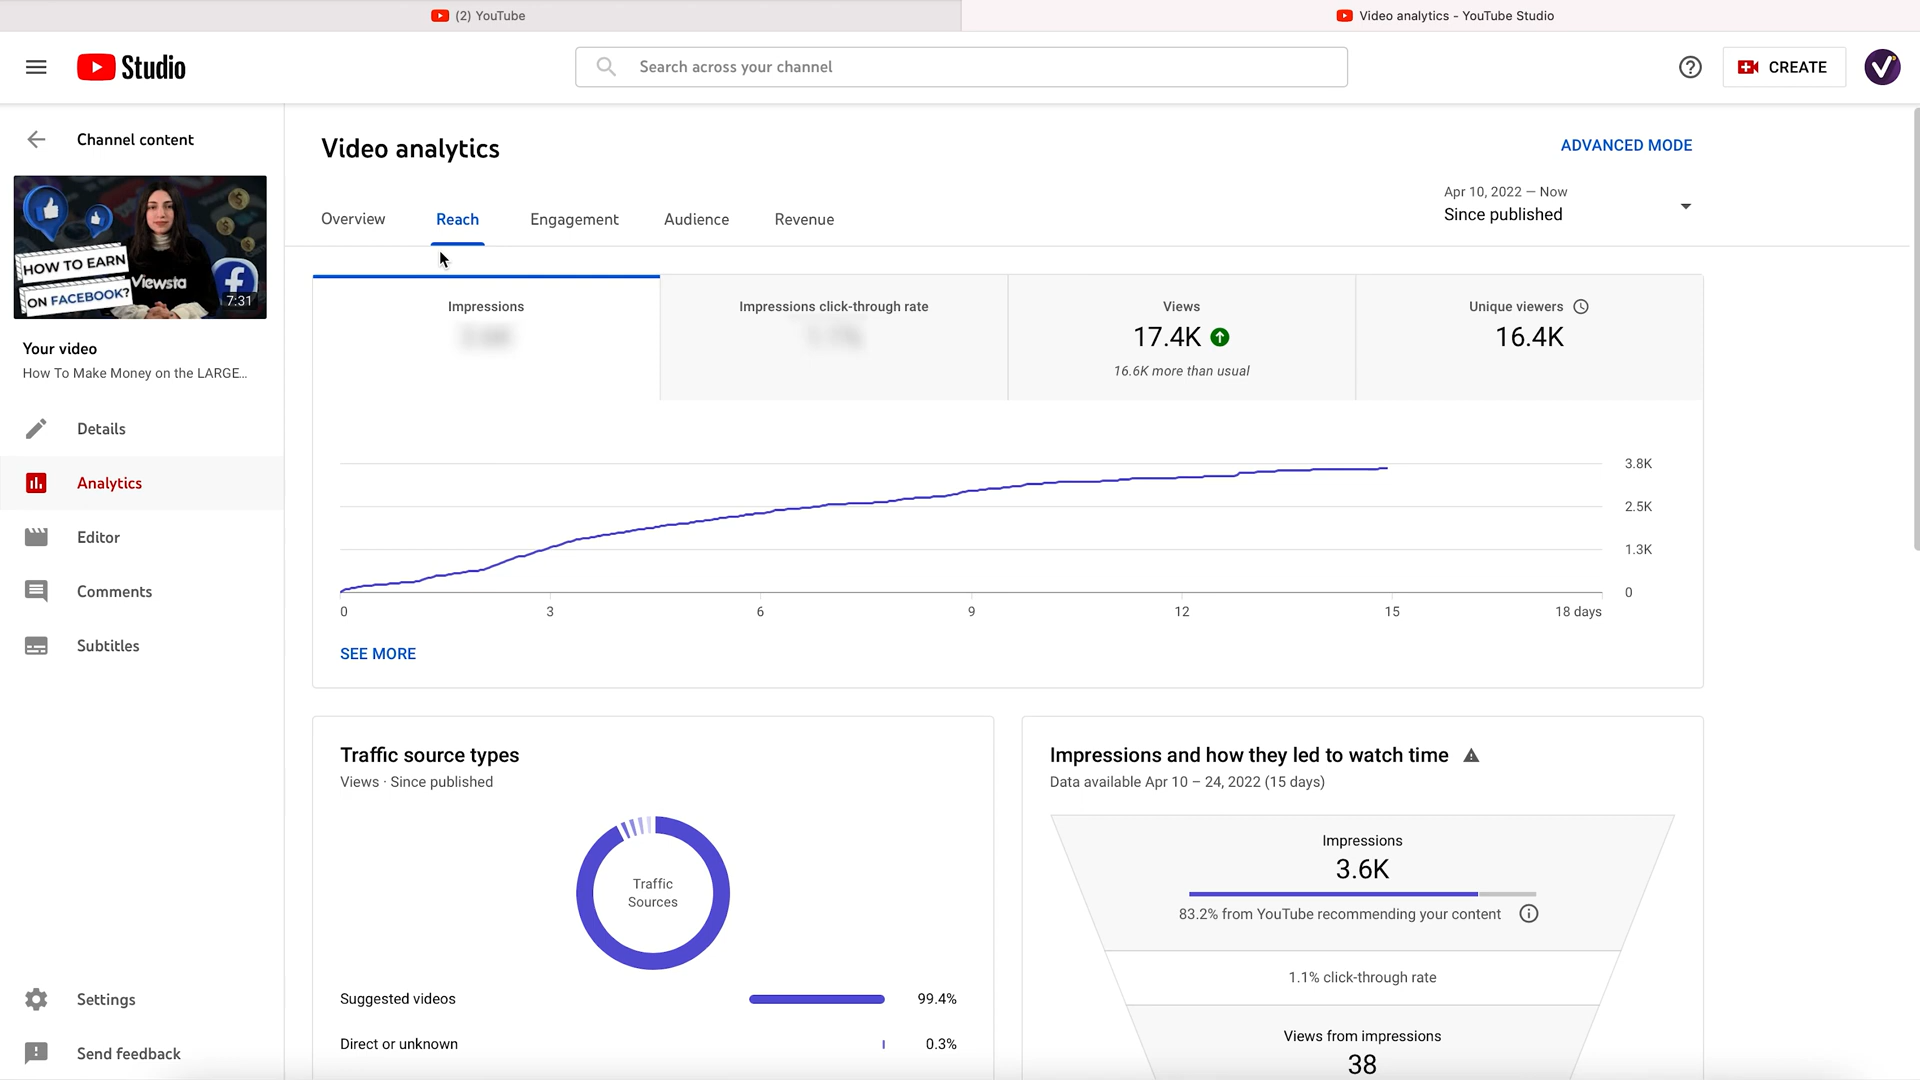 (2) YouTube
Video analytics - YouTube Studio
Studio
Search across your channel
CREATE
Channel content
HOW TO EARN
ON FACEBOOK?
Viewsta
7:31
Your video
How To Make Money on the LARGE...
Details
Analytics
Editor
Comments
Subtitles
Settings
Send feedback
Video analytics
ADVANCED MODE
Apr 10, 2022 – Now
Since published
Overview
Reach
Engagement
Audience
Revenue
Impressions
Impressions click-through rate
Views
17.4K
16.6K more than usual
Unique viewers
16.4K
3.8K
2.5K
1.3K
0
0 3 6 9 12 15 18 days
SEE MORE
Traffic source types
Views · Since published
Traffic
Sources
Suggested videos 99.4%
Direct or unknown 0.3%
Impressions and how they led to watch time
Data available Apr 10 – 24, 2022 (15 days)
Impressions
3.6K
83.2% from YouTube recommending your content
1.1% click-through rate
Views from impressions
38